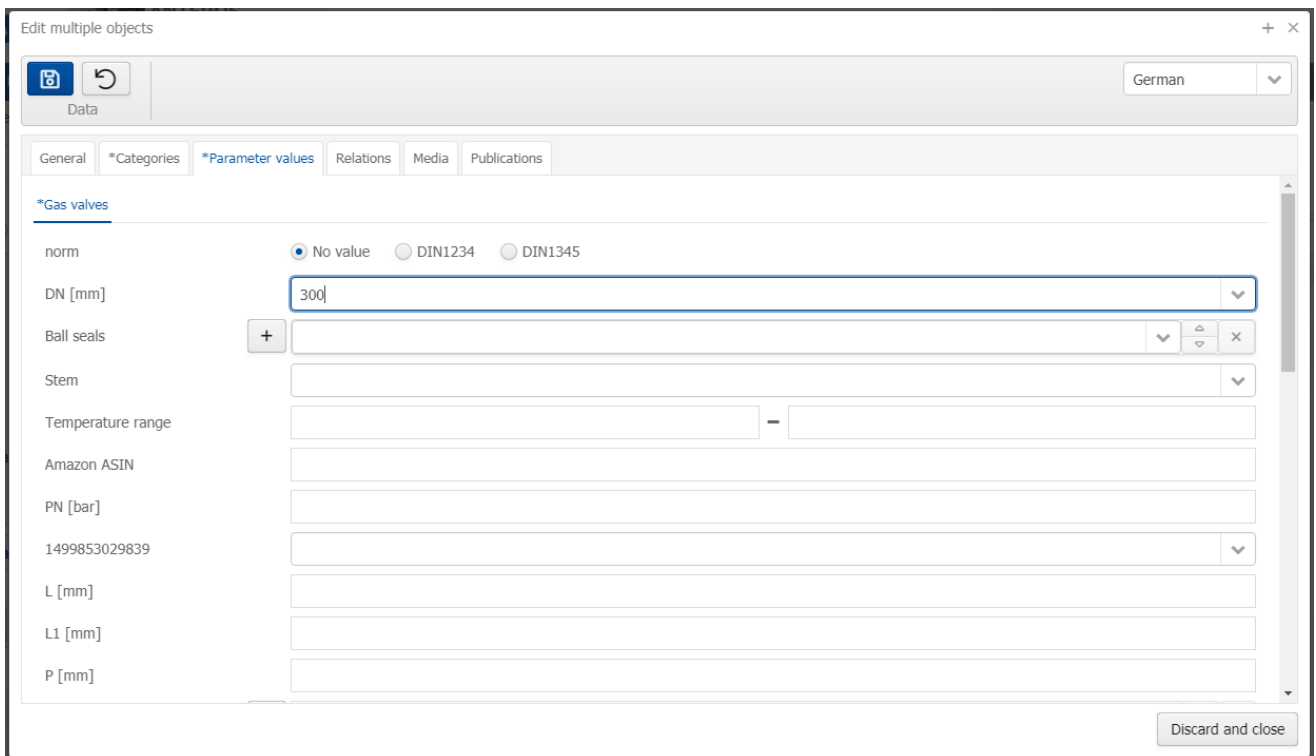 Edit multiple objects
German
Data
General *Categories *Parameter values Relations Media Publications
*Gas valves
norm No value DIN1234 DIN1345
DN [mm] 300
Ball seals
Stem
Temperature range –
Amazon ASIN
PN [bar]
1499853029839
L [mm]
L1 [mm]
P [mm]
Discard and close